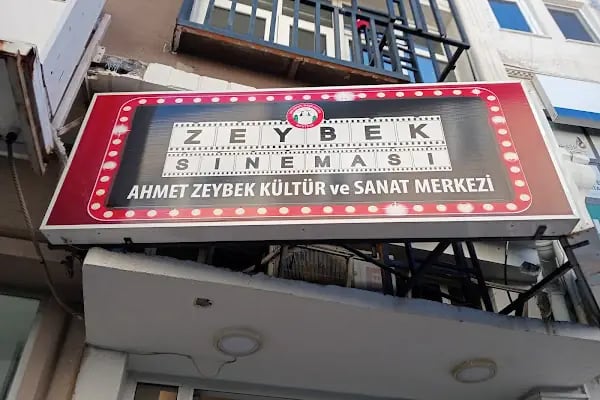 ZEYBEK
SİNEMASI
AHMET ZEYBEK KÜLTÜR ve SANAT MERKEZİ